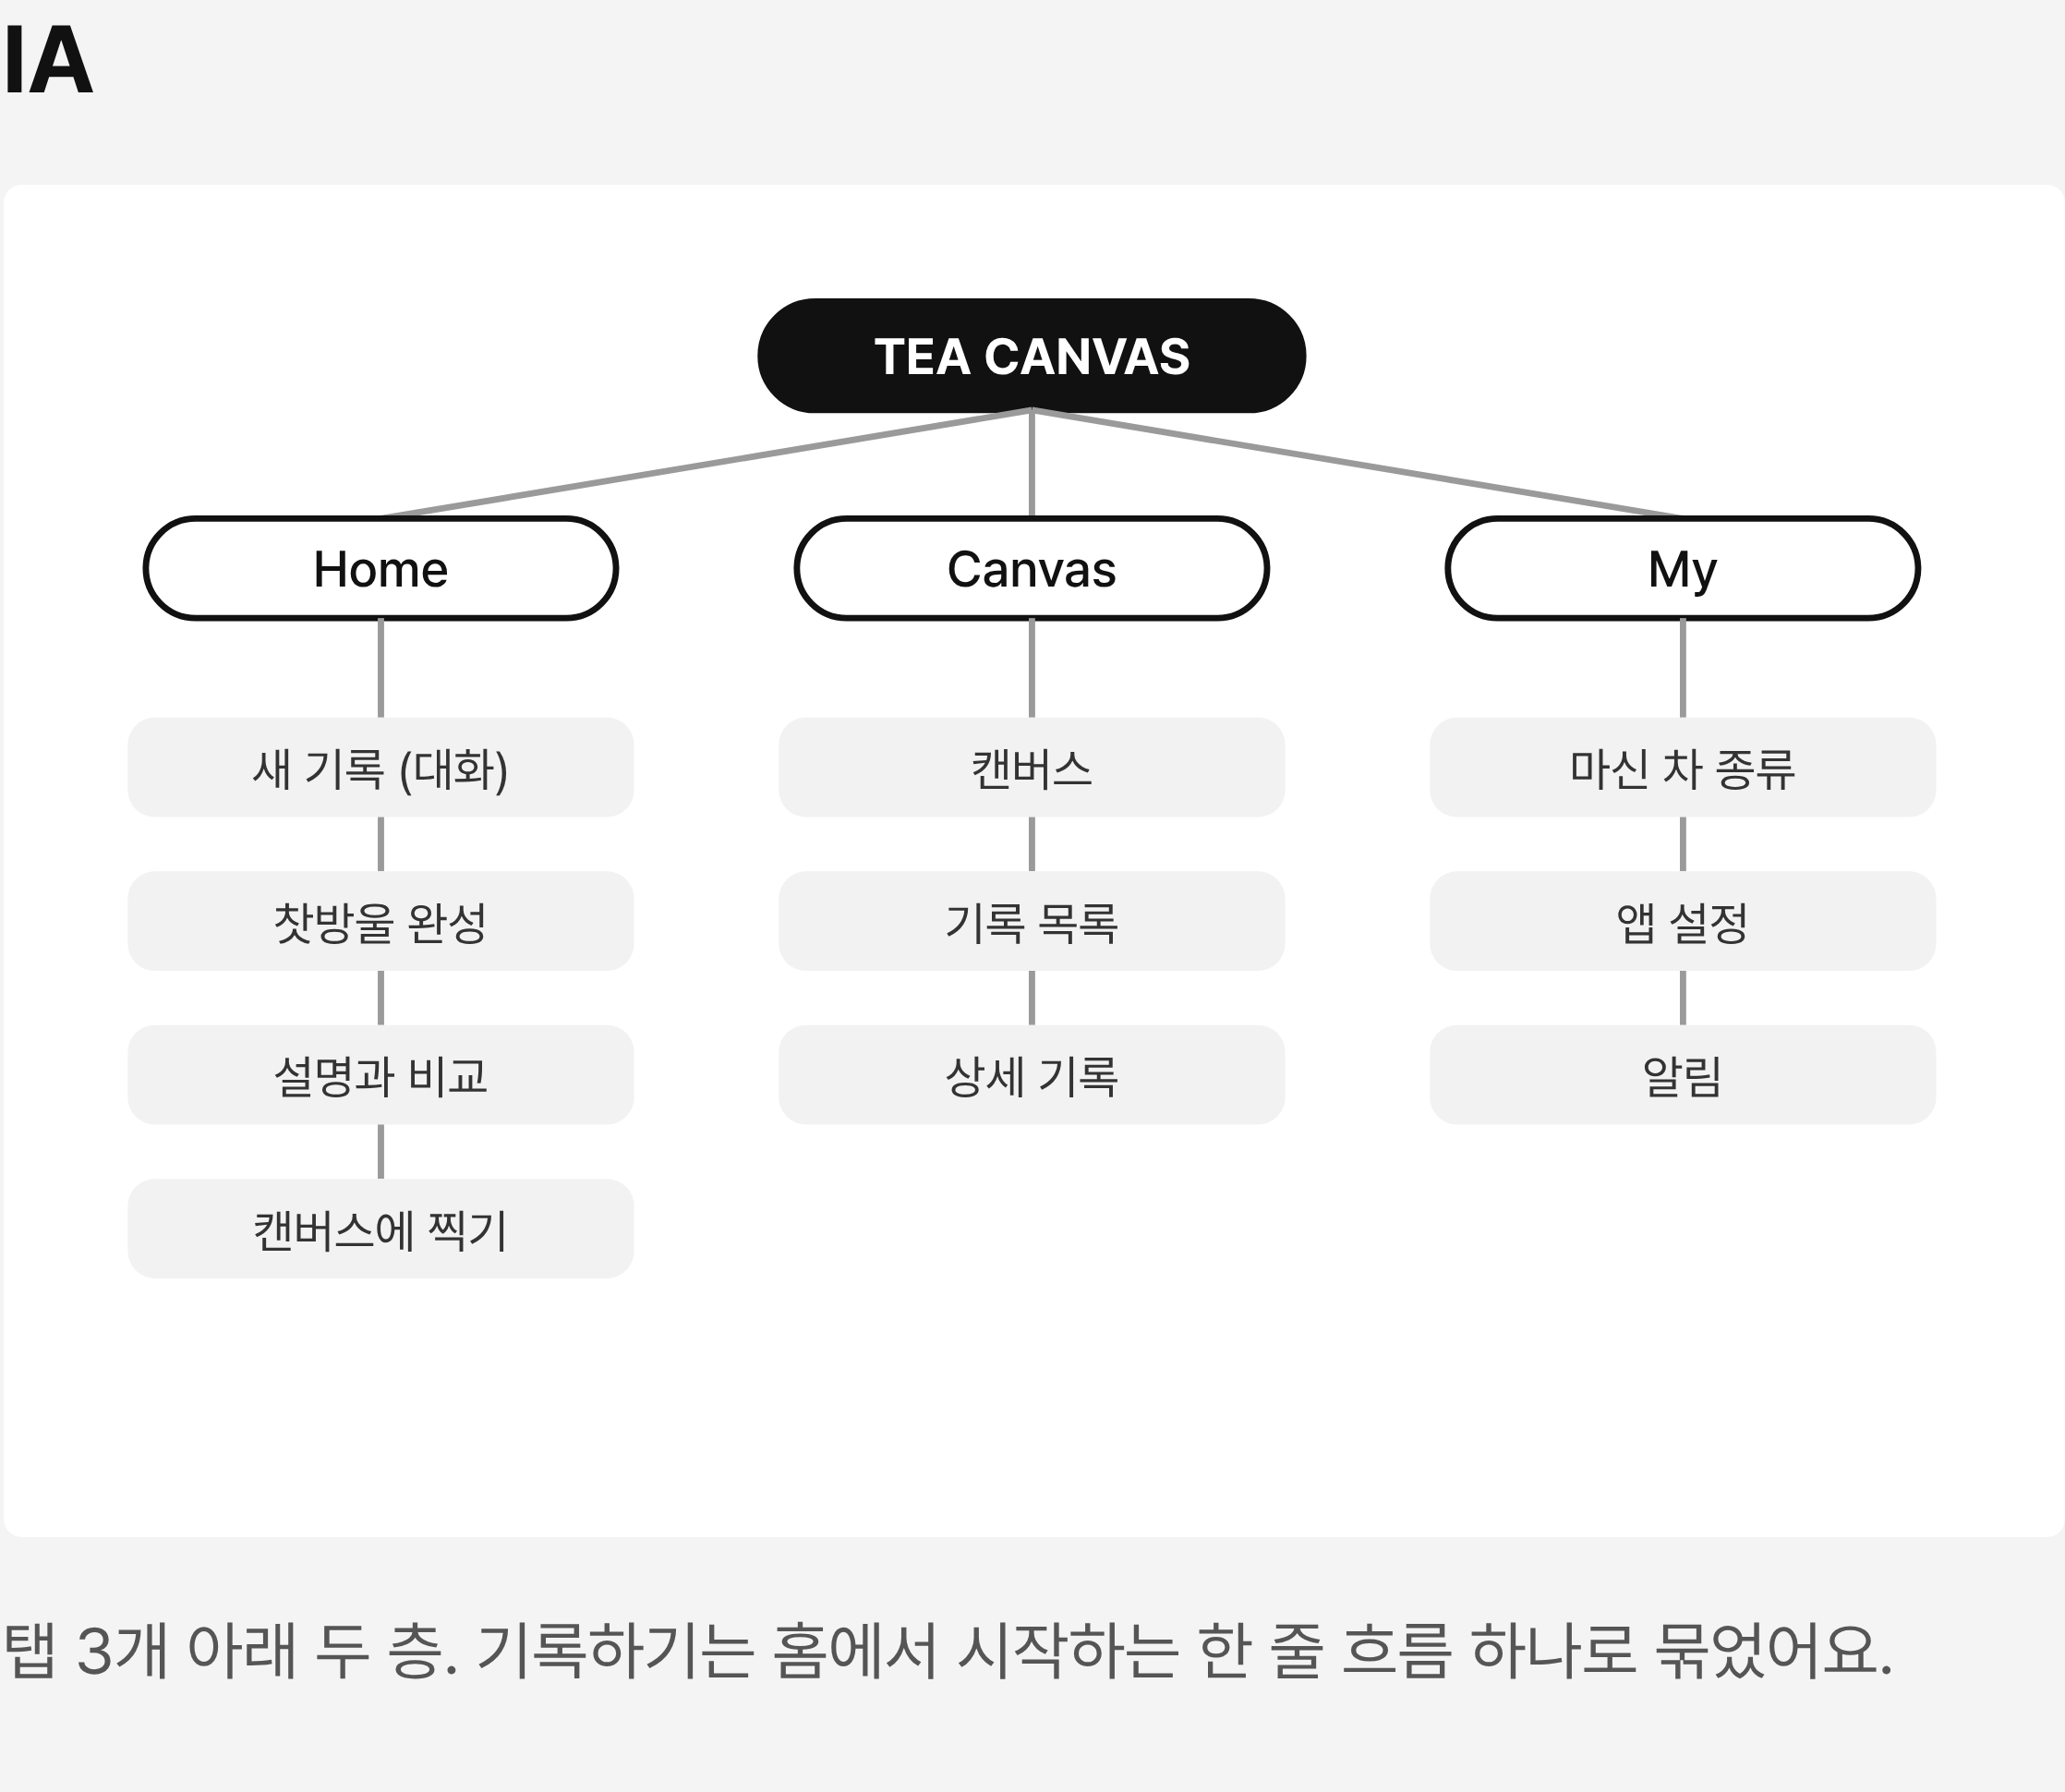 IA
TEA CANVAS
Home
Canvas
My
새 기록 (대화)
캔버스
마신 차 종류
찻방울 완성
기록 목록
앱 설정
설명과 비교
상세 기록
알림
캔버스에 찍기
탭 3개 아래 두 층. 기록하기는 홈에서 시작하는 한 줄 흐름 하나로 묶었어요.